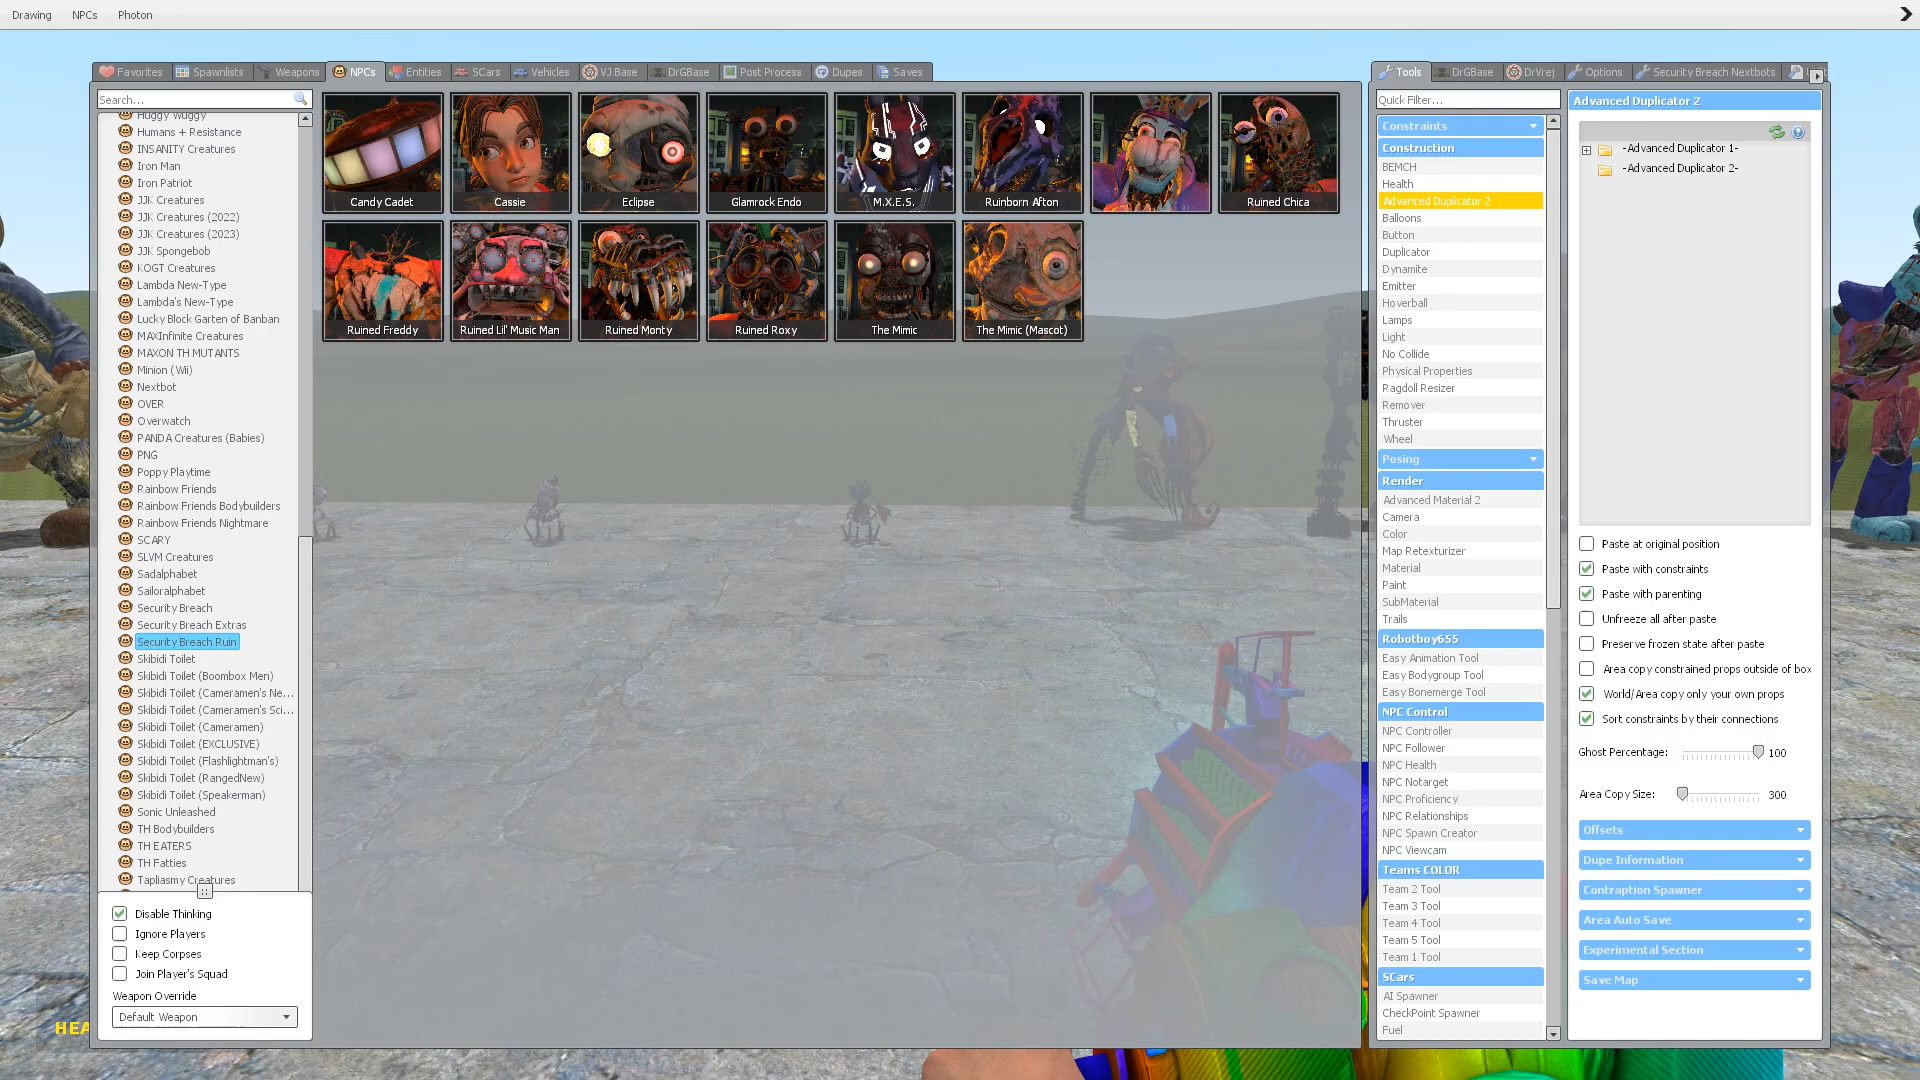 Drawing NPCs Photon
Favorites Spawnlists Weapons NPCs Entities SCars Vehicles VJ Base DrGBase Post Process Dupes Saves
Search...
Huggy Wuggy
Humans + Resistance
INSANITY Creatures
Iron Man
Iron Patriot
JJK Creatures
JJK Creatures (2022)
JJK Creatures (2023)
JJK Spongebob
KOGT Creatures
Lambda New-Type
Lambda's New-Type
Lucky Block Garten of Banban
MAXInfinite Creatures
MAXON TH MUTANTS
Minion (Wii)
Nextbot
OVER
Overwatch
PANDA Creatures (Babies)
PNG
Poppy Playtime
Rainbow Friends
Rainbow Friends Bodybuilders
Rainbow Friends Nightmare
SCARY
SLVM Creatures
Sadalphabet
Sailoralphabet
Security Breach
Security Breach Extras
Security Breach Ruin
Skibidi Toilet
Skibidi Toilet (Boombox Men)
Skibidi Toilet (Cameramen's Ne...
Skibidi Toilet (Cameramen's Sci...
Skibidi Toilet (Cameramen)
Skibidi Toilet (EXCLUSIVE)
Skibidi Toilet (Flashlightman's)
Skibidi Toilet (RangedNew)
Skibidi Toilet (Speakerman)
Sonic Unleashed
TH Bodybuilders
TH EATERS
TH Fatties
Tapliasmy Creatures
Disable Thinking
Ignore Players
Keep Corpses
Join Player's Squad
Weapon Override
Default Weapon
HEA
Candy Cadet
Cassie
Eclipse
Glamrock Endo
M.X.E.S.
Ruinborn Afton
Ruined Chica
Ruined Freddy
Ruined Lil' Music Man
Ruined Monty
Ruined Roxy
The Mimic
The Mimic (Mascot)
Tools DrGBase DrVrej Options Security Breach Nextbots
Quick Filter...
Constraints
Construction
BEMCH
Health
Advanced Duplicator 2
Balloons
Button
Duplicator
Dynamite
Emitter
Hoverball
Lamps
Light
No Collide
Physical Properties
Ragdoll Resizer
Remover
Thruster
Wheel
Posing
Render
Advanced Material 2
Camera
Color
Map Retexturizer
Material
Paint
SubMaterial
Trails
Robotboy655
Easy Animation Tool
Easy Bodygroup Tool
Easy Bonemerge Tool
NPC Control
NPC Controller
NPC Follower
NPC Health
NPC Notarget
NPC Proficiency
NPC Relationships
NPC Spawn Creator
NPC Viewcam
Teams COLOR
Team 2 Tool
Team 3 Tool
Team 4 Tool
Team 5 Tool
Team 1 Tool
SCars
AI Spawner
CheckPoint Spawner
Fuel
Advanced Duplicator 2
-Advanced Duplicator 1-
-Advanced Duplicator 2-
Paste at original position
Paste with constraints
Paste with parenting
Unfreeze all after paste
Preserve frozen state after paste
Area copy constrained props outside of box
World/Area copy only your own props
Sort constraints by their connections
Ghost Percentage: 100
Area Copy Size: 300
Offsets
Dupe Information
Contraption Spawner
Area Auto Save
Experimental Section
Save Map